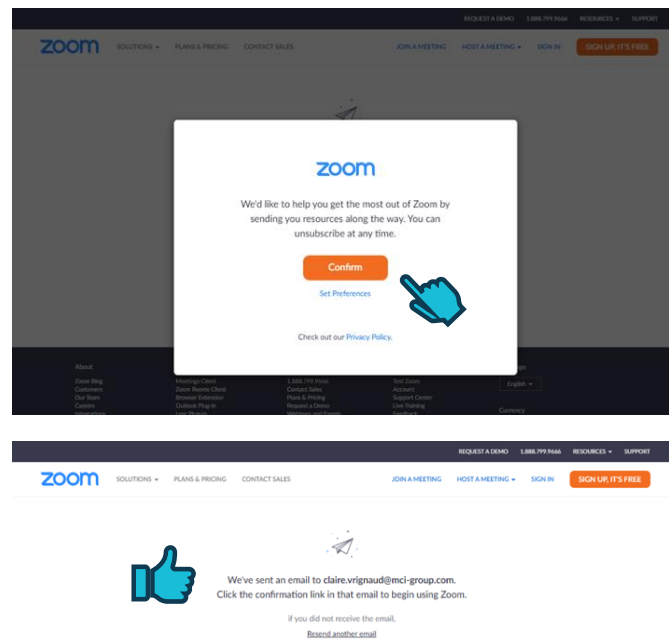 REQUEST A DEMO 1.888.799.9666 RESOURCES SUPPORT
zoom SOLUTIONS PLANS & PRICING CONTACT SALES JOIN A MEETING HOST A MEETING SIGN IN SIGN UP, IT'S FREE
zoom
We'd like to help you get the most out of Zoom by
sending you resources along the way. You can
unsubscribe at any time.
Confirm
Set Preferences
Check out our Privacy Policy.
About
Zoom Blog Meetings Client 1.888.799.9666 Test Zoom English
Customers Zoom Rooms Client Contact Sales Account
Our Team Browser Extension Plans & Pricing Support Center
Careers Outlook Plug-in Request a Demo Live Training Currency
Integrations Webinars and Events Feedback
REQUEST A DEMO 1.888.799.9666 RESOURCES SUPPORT
zoom SOLUTIONS PLANS & PRICING CONTACT SALES JOIN A MEETING HOST A MEETING SIGN IN SIGN UP, IT'S FREE
We've sent an email to claire.vrignaud@mci-group.com.
Click the confirmation link in that email to begin using Zoom.
if you did not receive the email,
Resend another email